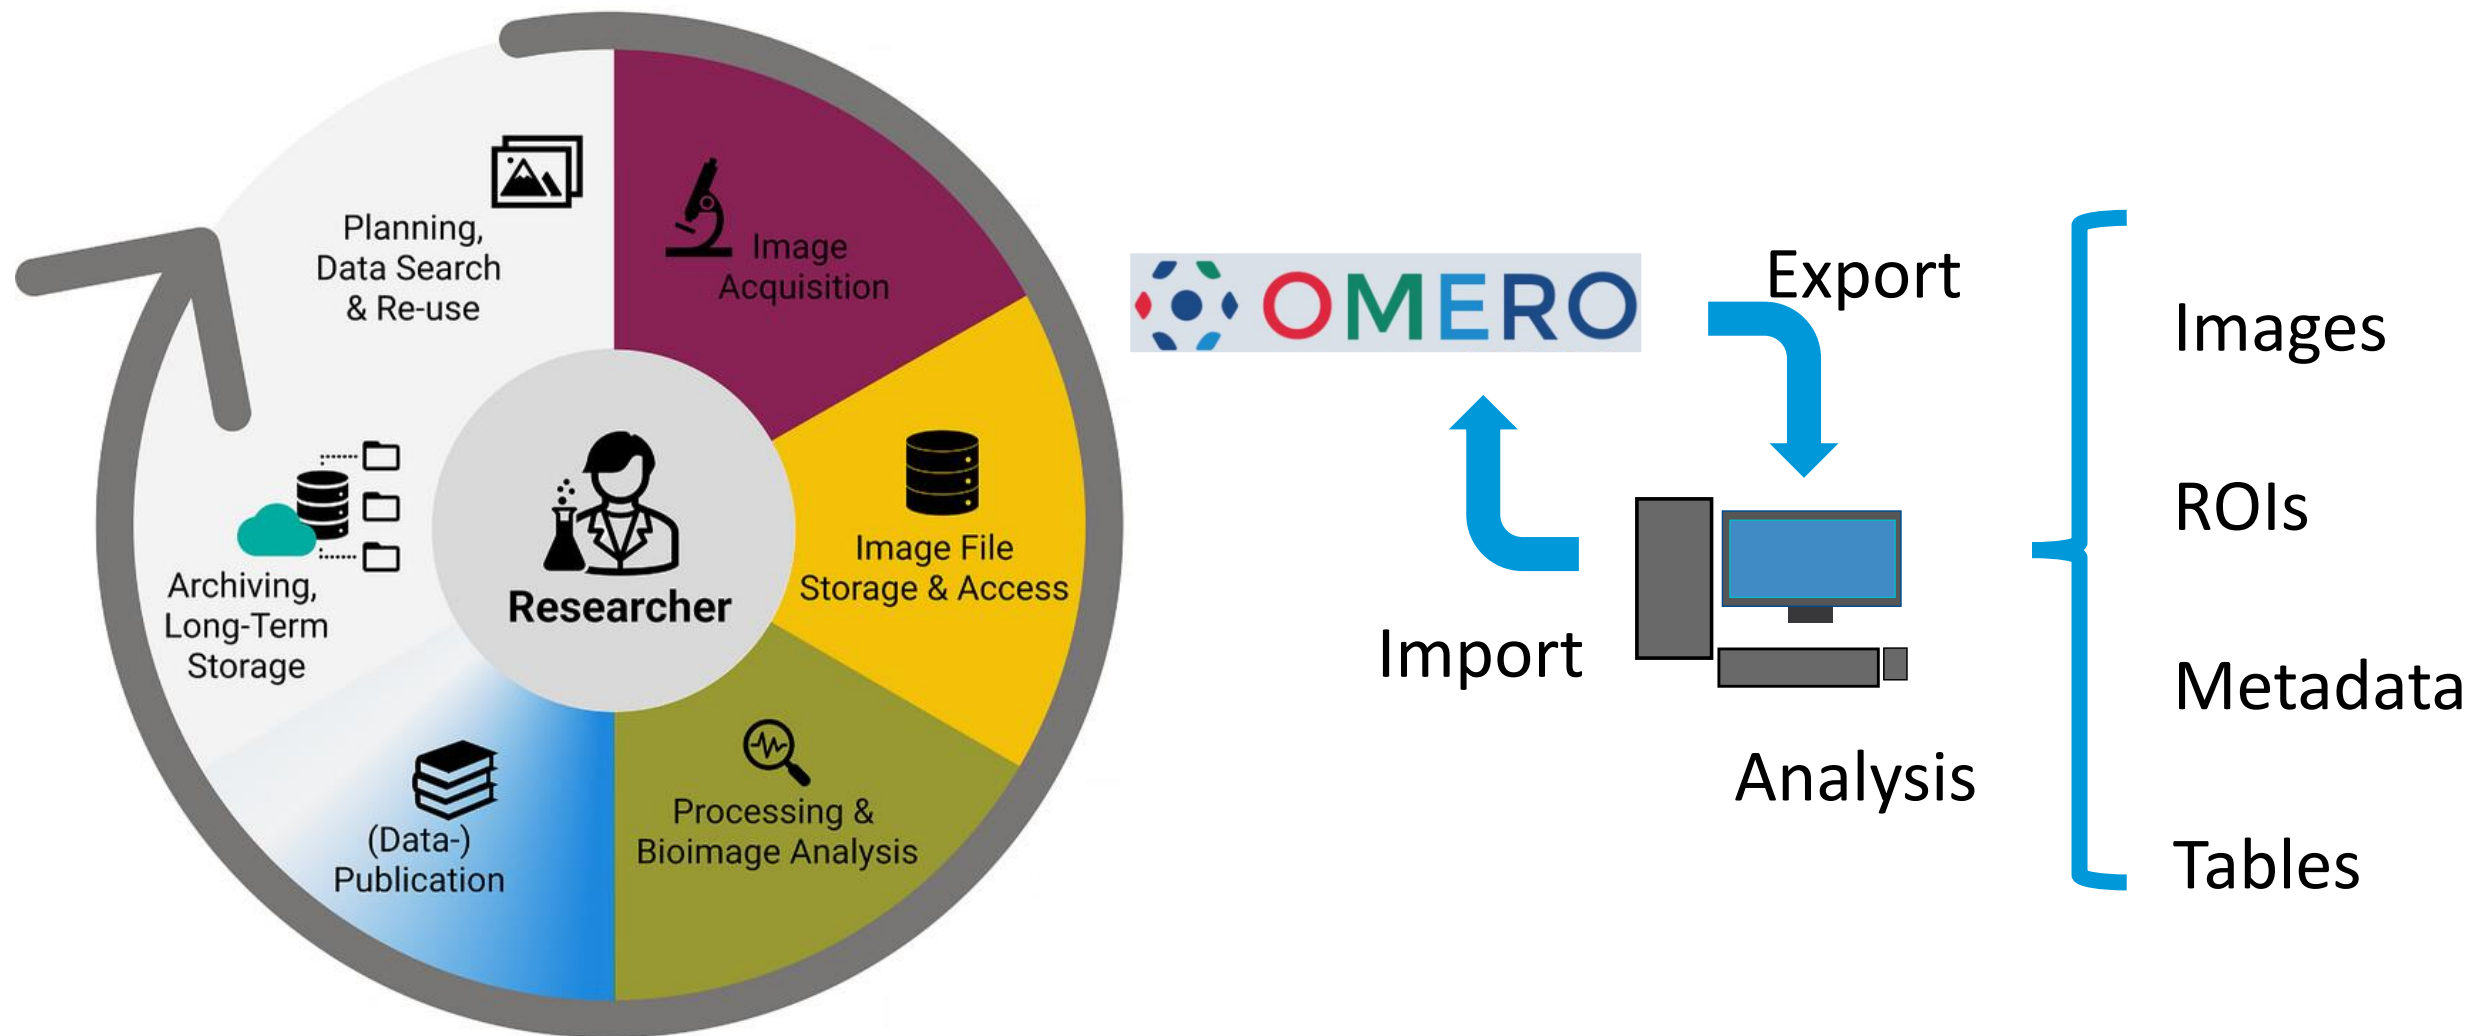 Planning,
Data Search
& Re-use
Image
Acquisition
Image File
Storage & Access
Processing &
Bioimage Analysis
(Data-)
Publication
Archiving,
Long-Term
Storage
Researcher
OMERO
Export
Import
Analysis
Images
ROIs
Metadata
Tables